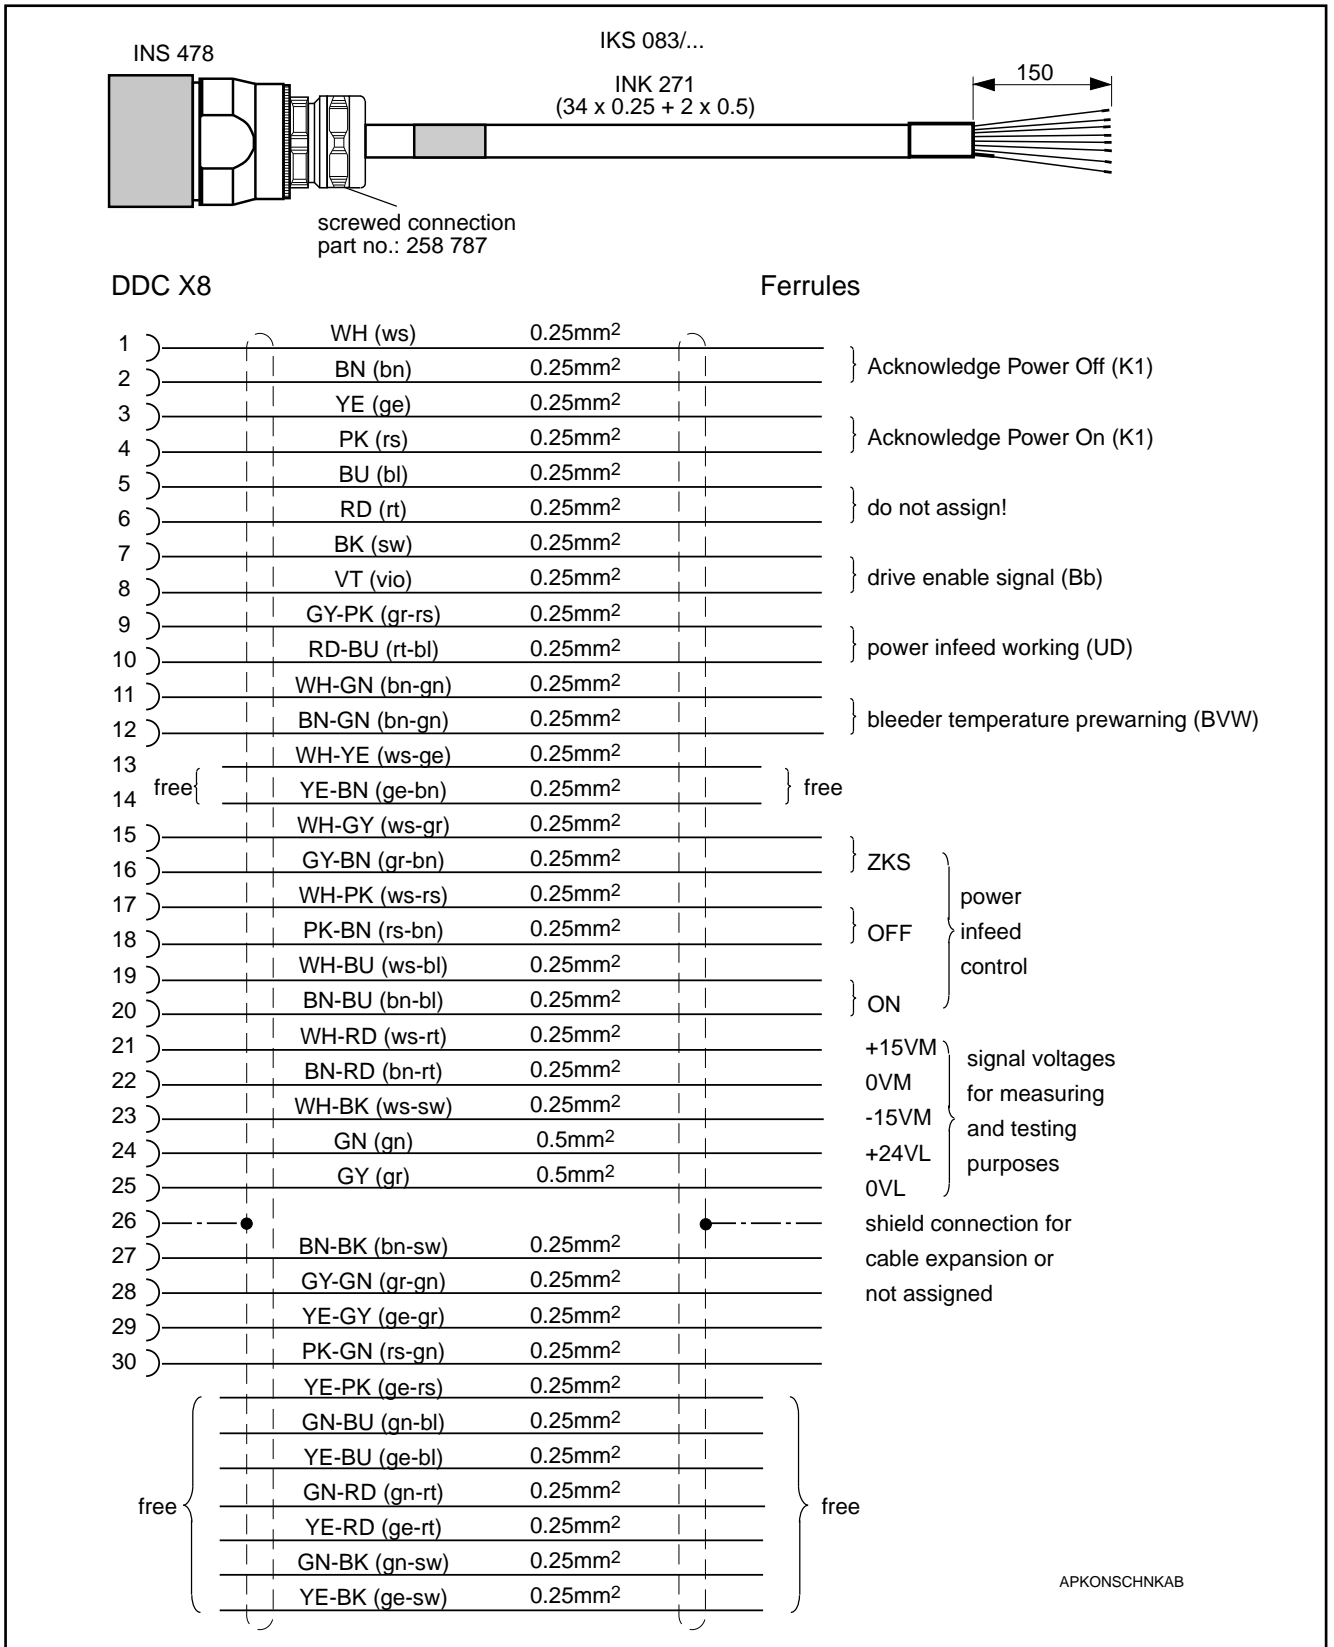 INS 478
IKS 083/...
INK 271
(34 x 0.25 + 2 x 0.5)
150
screwed connection
part no.: 258 787
DDC X8 Ferrules
1 WH (ws) 0.25mm²
2 BN (bn) 0.25mm² Acknowledge Power Off (K1)
3 YE (ge) 0.25mm²
4 PK (rs) 0.25mm² Acknowledge Power On (K1)
5 BU (bl) 0.25mm²
6 RD (rt) 0.25mm² do not assign!
7 BK (sw) 0.25mm²
8 VT (vio) 0.25mm² drive enable signal (Bb)
9 GY-PK (gr-rs) 0.25mm²
10 RD-BU (rt-bl) 0.25mm² power infeed working (UD)
11 WH-GN (bn-gn) 0.25mm²
12 BN-GN (bn-gn) 0.25mm² bleeder temperature prewarning (BVW)
13 WH-YE (ws-ge) 0.25mm²
free free
14 YE-BN (ge-bn) 0.25mm²
15 WH-GY (ws-gr) 0.25mm²
16 GY-BN (gr-bn) 0.25mm² ZKS
17 WH-PK (ws-rs) 0.25mm² power
18 PK-BN (rs-bn) 0.25mm² OFF infeed
19 WH-BU (ws-bl) 0.25mm² control
20 BN-BU (bn-bl) 0.25mm² ON
21 WH-RD (ws-rt) 0.25mm² +15VM signal voltages
22 BN-RD (bn-rt) 0.25mm² 0VM for measuring
23 WH-BK (ws-sw) 0.25mm² -15VM and testing
24 GN (gn) 0.5mm² +24VL purposes
25 GY (gr) 0.5mm² 0VL
26 shield connection for
27 BN-BK (bn-sw) 0.25mm² cable expansion or
28 GY-GN (gr-gn) 0.25mm² not assigned
29 YE-GY (ge-gr) 0.25mm²
30 PK-GN (rs-gn) 0.25mm²
YE-PK (ge-rs) 0.25mm²
GN-BU (gn-bl) 0.25mm²
YE-BU (ge-bl) 0.25mm²
free GN-RD (gn-rt) 0.25mm² free
YE-RD (ge-rt) 0.25mm²
GN-BK (gn-sw) 0.25mm²
YE-BK (ge-sw) 0.25mm²
APKONSCHNKAB